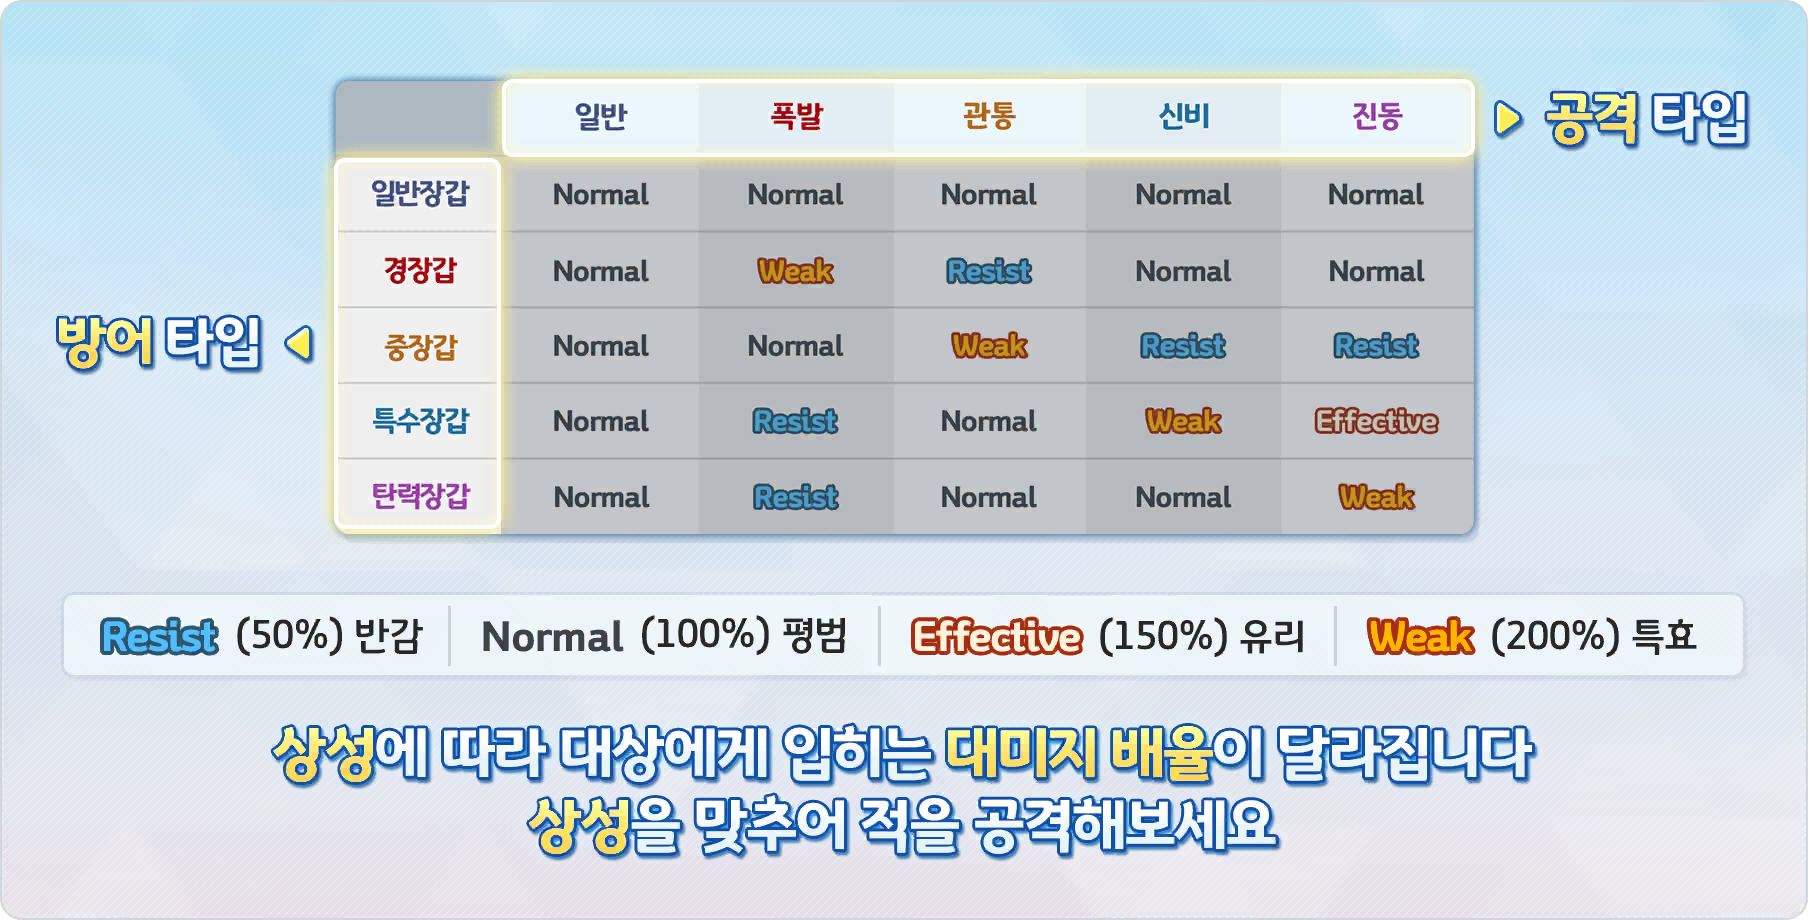 일반 폭발 관통 신비 진동 공격 타입
일반장갑 Normal Normal Normal Normal Normal
경장갑 Normal Weak Resist Normal Normal
방어 타입 중장갑 Normal Normal Weak Resist Resist
특수장갑 Normal Resist Normal Weak Effective
탄력장갑 Normal Resist Normal Normal Weak
Resist (50%) 반감 Normal (100%) 평범 Effective (150%) 유리 Weak (200%) 특효
상성에 따라 대상에게 입히는 대미지 배율이 달라집니다
상성을 맞추어 적을 공격해보세요